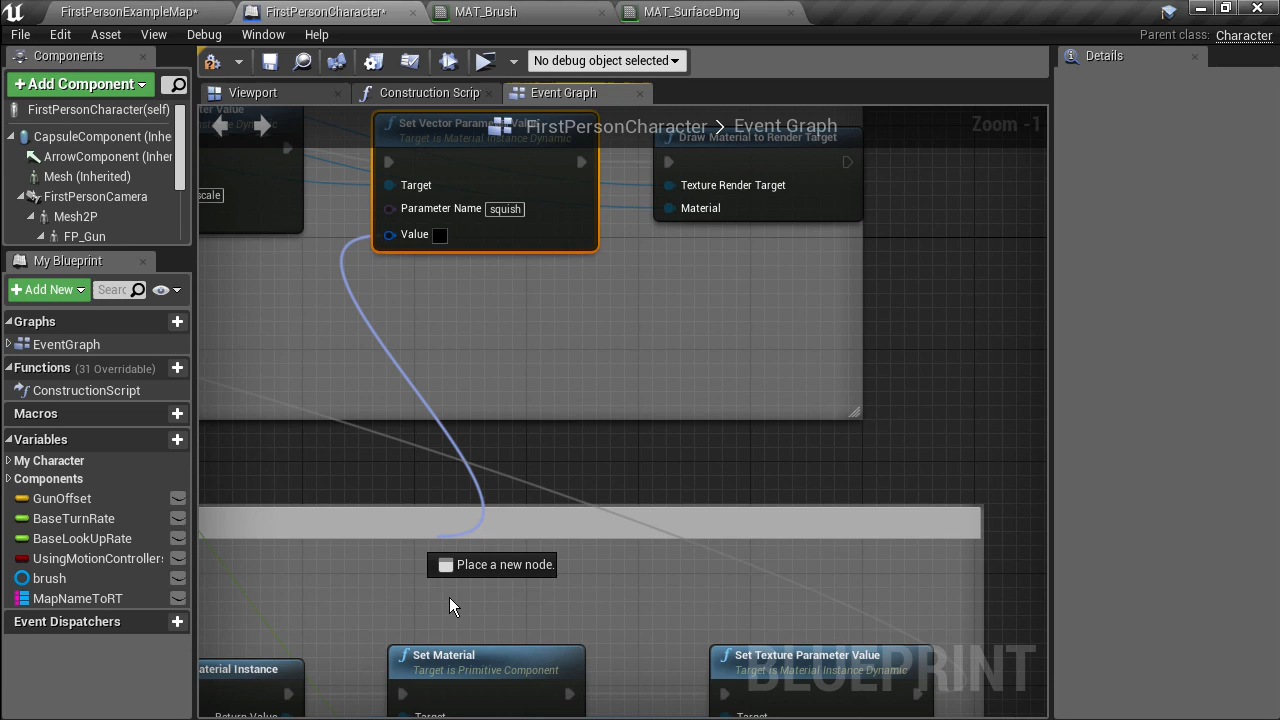 FirstPersonExampleMap*
FirstPersonCharacter*
MAT_Brush
MAT_SurfaceDmg
File Edit Asset View Debug Window Help
Parent class: Character
Components
Add Component
FirstPersonCharacter(self)
CapsuleComponent (Inhe
ArrowComponent (Inher
Mesh (Inherited)
FirstPersonCamera
Mesh2P
FP_Gun
My Blueprint
Add New
Searc
Graphs
EventGraph
Functions (31 Overridable)
ConstructionScript
Macros
Variables
My Character
Components
GunOffset
BaseTurnRate
BaseLookUpRate
UsingMotionController:
brush
MapNameToRT
Event Dispatchers
No debug object selected
Viewport
Construction Scrip
Event Graph
FirstPersonCharacter > Event Graph
Zoom -1
ter Value
scale
Set Vector Parameter Value
Target is Material Instance Dynamic
Target
Parameter Name squish
Value
Draw Material to Render Target
Texture Render Target
Material
Place a new node.
aterial Instance
Return Value
Set Material
Target is Primitive Component
Target
Set Texture Parameter Value
Target is Material Instance Dynamic
Target
BLUEPRINT
Details